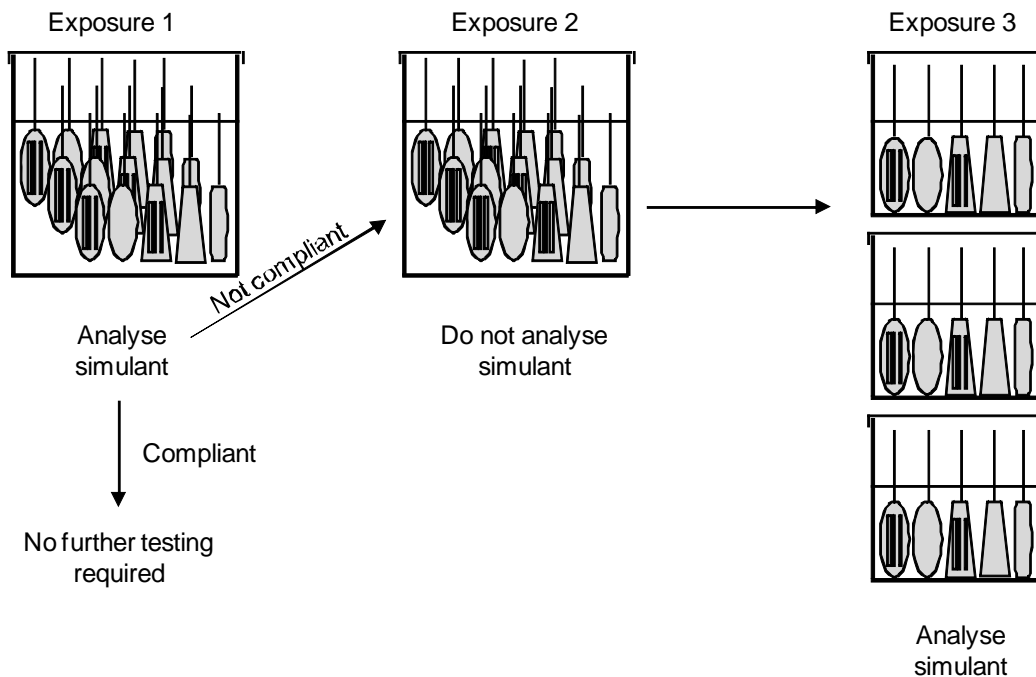 Exposure 1
Exposure 2
Exposure 3
Not compliant
Analyse
simulant
Do not analyse
simulant
Compliant
No further testing
required
Analyse
simulant